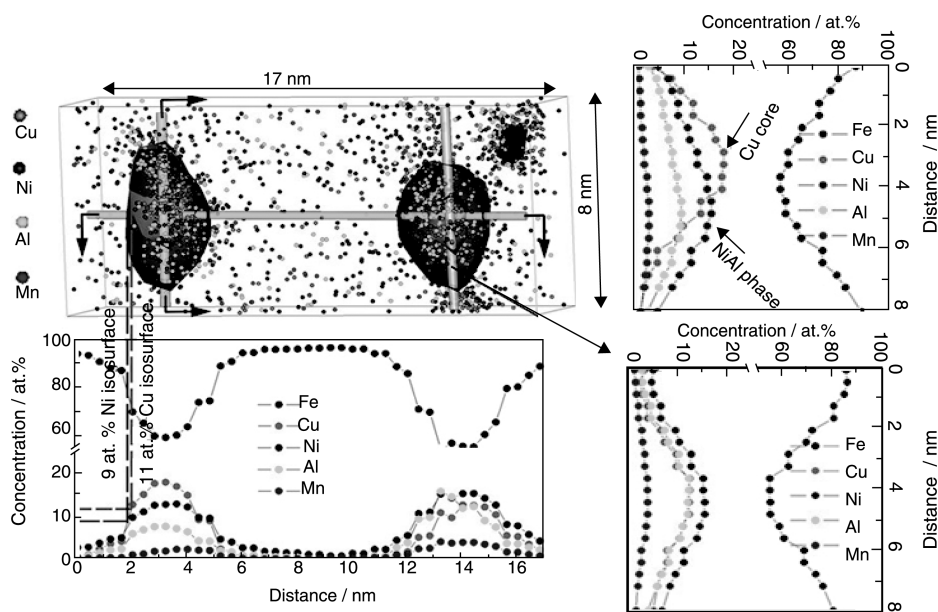 17 nm
8 nm
Cu
Ni
Al
Mn
Concentration / at.%
0
10
20
60
80
100
0
2
4
6
8
Distance / nm
Fe
Cu
Ni
Al
Mn
Cu core
NiAl phase
Concentration / at.%
100
80
60
20
10
0
0 2 4 6 8 10 12 14 16
Distance / nm
9 at. % Ni isosurface
11 at.% Cu isosurface
Fe
Cu
Ni
Al
Mn
Concentration / at.%
0
10
20
60
80
100
0
2
4
6
8
Distance / nm
Fe
Cu
Ni
Al
Mn